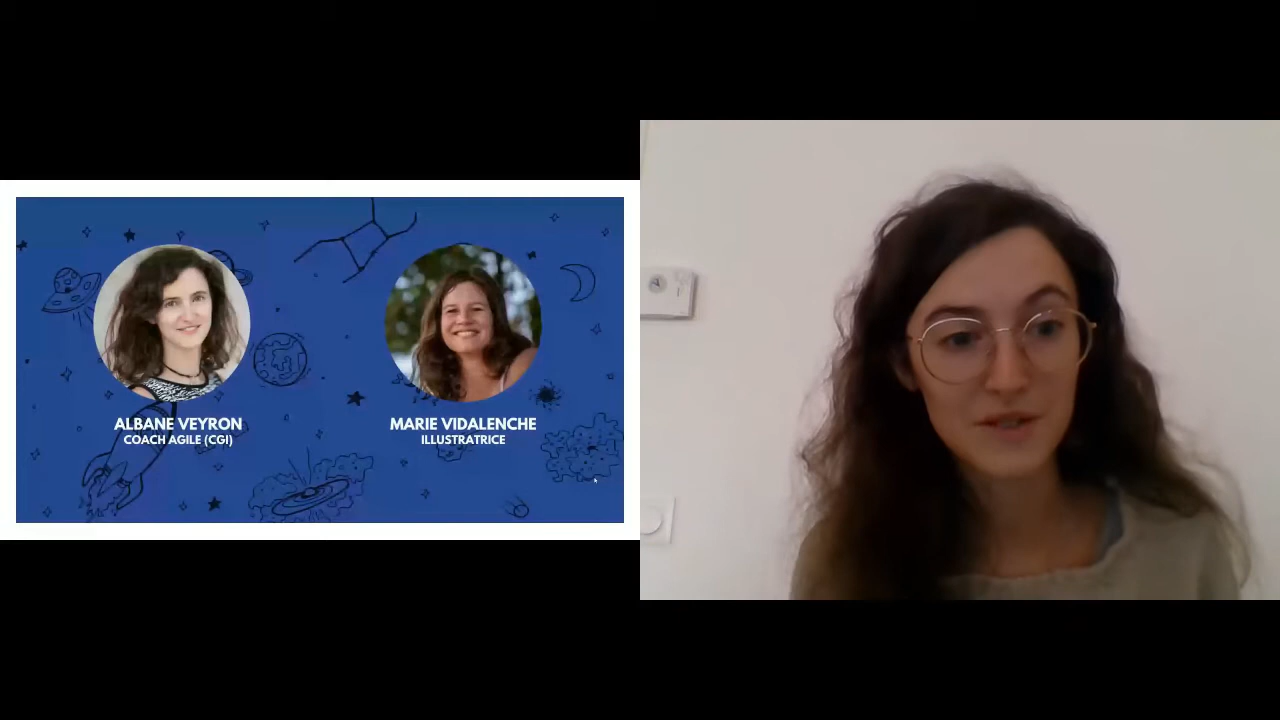 ALBANE VEYRON
COACH AGILE (CGI)
MARIE VIDALENCHE
ILLUSTRATRICE